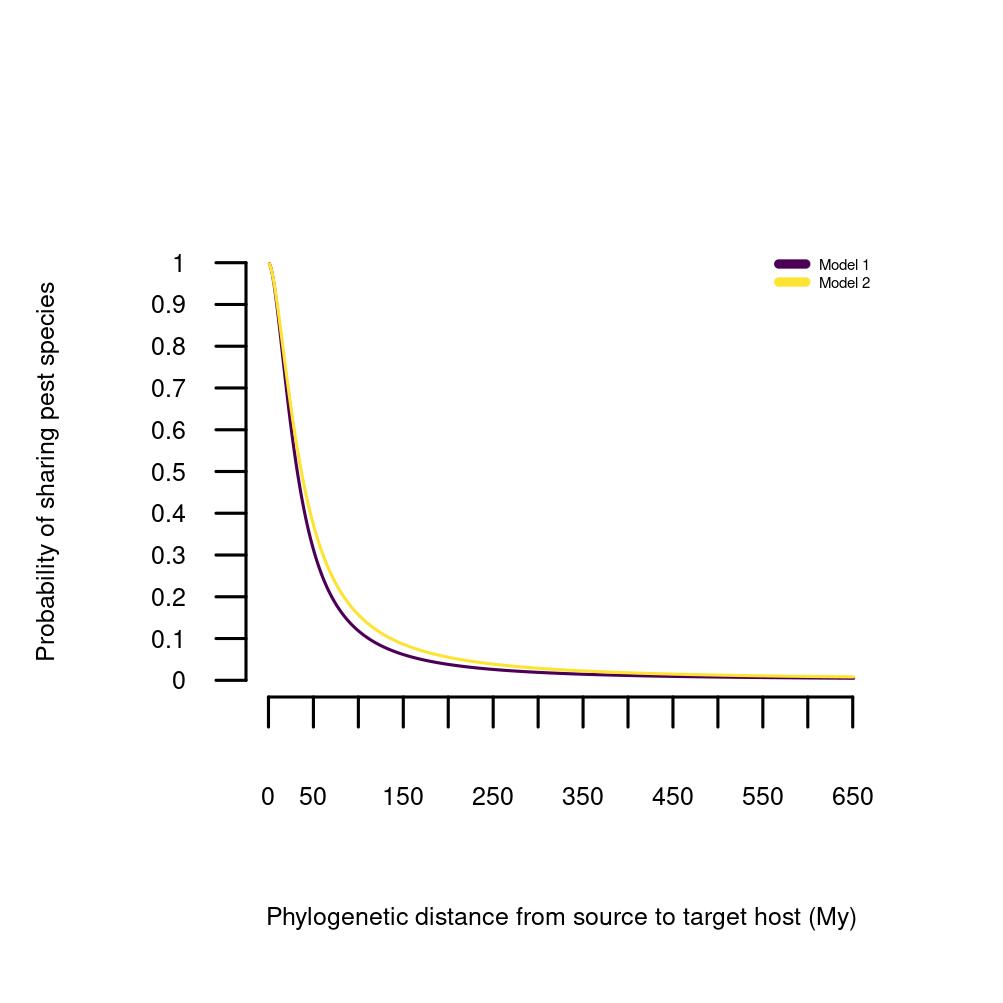 Model 1
Model 2
Probability of sharing pest species
1
0.9
0.8
0.7
0.6
0.5
0.4
0.3
0.2
0.1
0
0 50 150 250 350 450 550 650
Phylogenetic distance from source to target host (My)